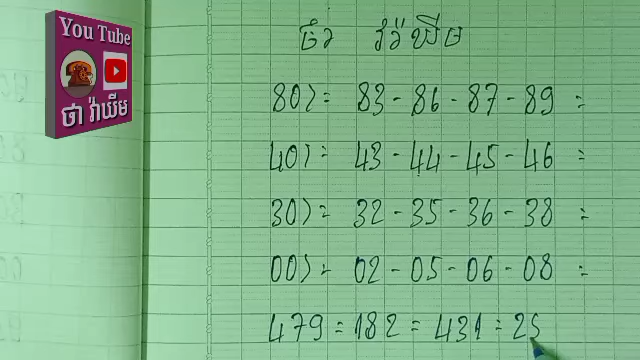 You Tube
ថា វ៉ាឃីម
80) = 83 - 86 - 87 - 89 =
40) = 43 - 44 - 45 - 46 =
30) = 32 - 35 - 36 - 38 =
00) = 02 - 05 - 06 - 08 =
479 = 182 = 431 = 25